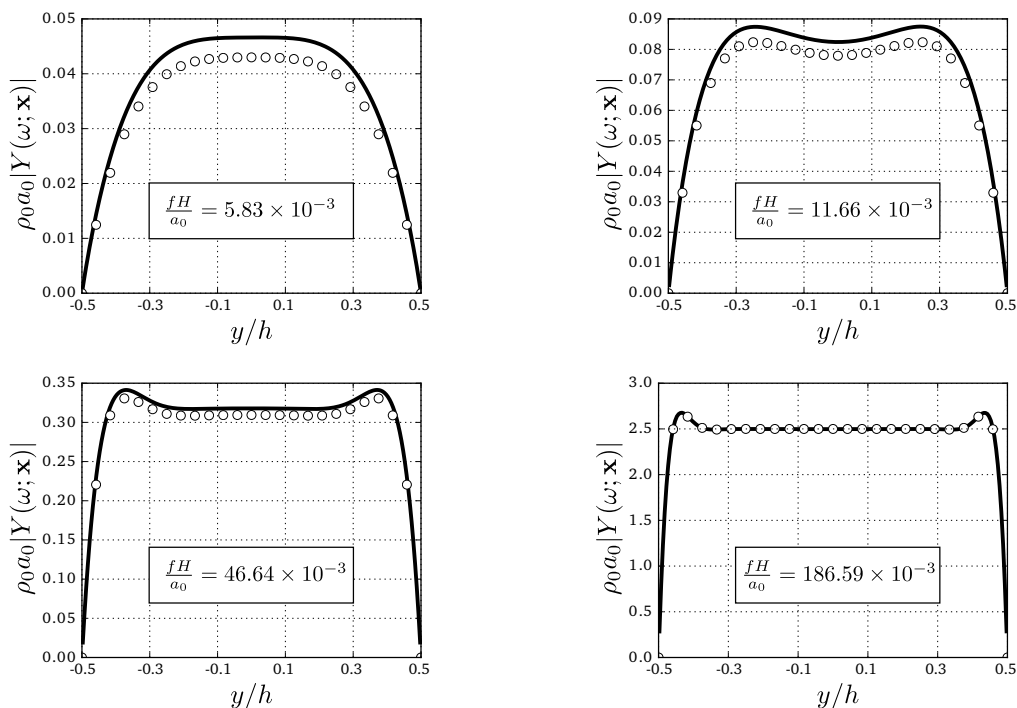 0.05
0.04
0.03
0.02
0.01
0.00
ρ₀a₀|Y(ω; x)|
fH/a₀ = 5.83 × 10⁻³
-0.5 -0.3 -0.1 0.1 0.3 0.5
y/h
0.09
0.08
0.07
0.06
0.05
0.04
0.03
0.02
0.01
0.00
ρ₀a₀|Y(ω; x)|
fH/a₀ = 11.66 × 10⁻³
-0.5 -0.3 -0.1 0.1 0.3 0.5
y/h
0.35
0.30
0.25
0.20
0.15
0.10
0.05
0.00
ρ₀a₀|Y(ω; x)|
fH/a₀ = 46.64 × 10⁻³
-0.5 -0.3 -0.1 0.1 0.3 0.5
y/h
3.0
2.5
2.0
1.5
1.0
0.5
0.0
ρ₀a₀|Y(ω; x)|
fH/a₀ = 186.59 × 10⁻³
-0.5 -0.3 -0.1 0.1 0.3 0.5
y/h